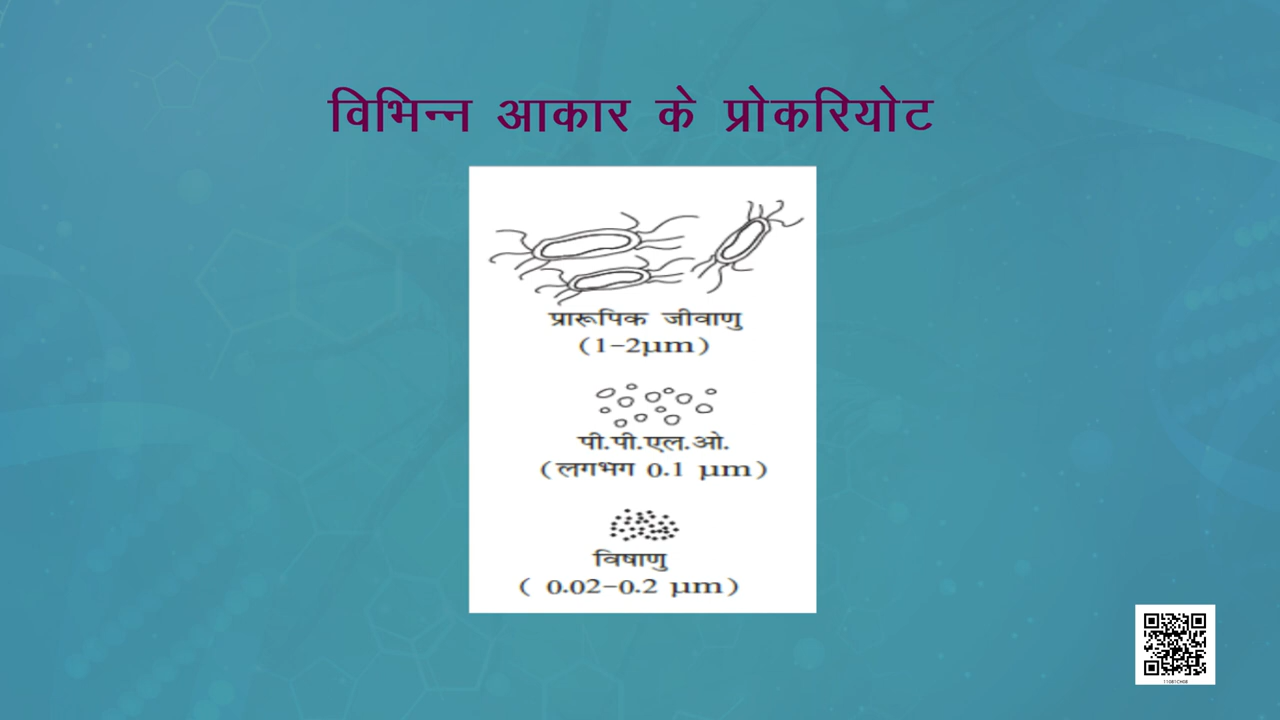 विभिन्न आकार के प्रोकरियोट
प्रारूपिक जीवाणु
(1-2µm)
पी.पी.एल.ओ.
(लगभग 0.1 µm)
विषाणु
( 0.02-0.2 µm)